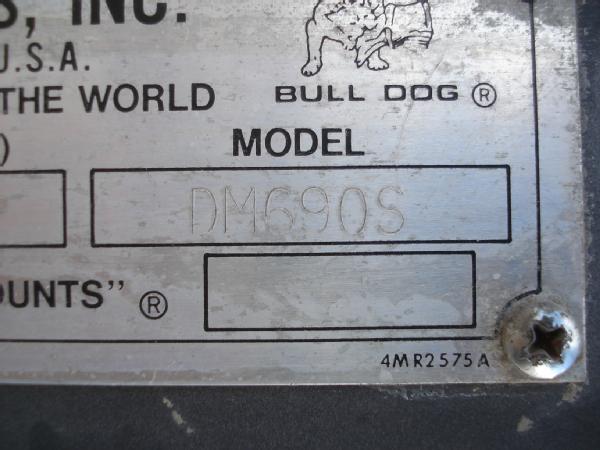 , INC.
U.S.A.
THE WORLD
BULL DOG ®
)
MODEL
DM690S
OUNTS" ®
4MR2575A